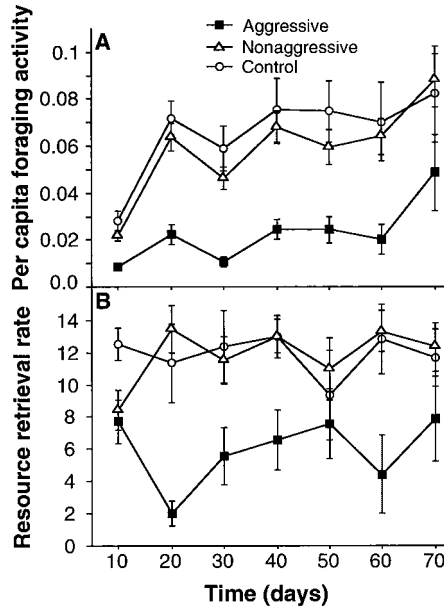 A
Aggressive
Nonaggressive
Control
Per capita foraging activity
0.1
0.08
0.06
0.04
0.02
0.0
B
Resource retrieval rate
14
12
10
8
6
4
2
0
10 20 30 40 50 60 70
Time (days)